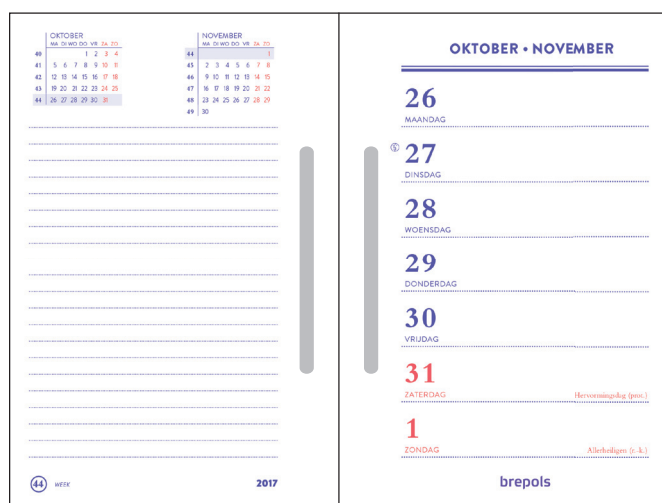 OKTOBER
MA DI WO DO VR ZA ZO
40 1 2 3 4
41 5 6 7 8 9 10 11
42 12 13 14 15 16 17 18
43 19 20 21 22 23 24 25
44 26 27 28 29 30 31
NOVEMBER
MA DI WO DO VR ZA ZO
44 1
45 2 3 4 5 6 7 8
46 9 10 11 12 13 14 15
47 16 17 18 19 20 21 22
48 23 24 25 26 27 28 29
49 30
44 WEEK 2017
OKTOBER • NOVEMBER
26
MAANDAG
27
DINSDAG
28
WOENSDAG
29
DONDERDAG
30
VRIJDAG
31
ZATERDAG Hervormingsdag (prot.)
1
ZONDAG Allerheiligen (r.-k.)
brepols